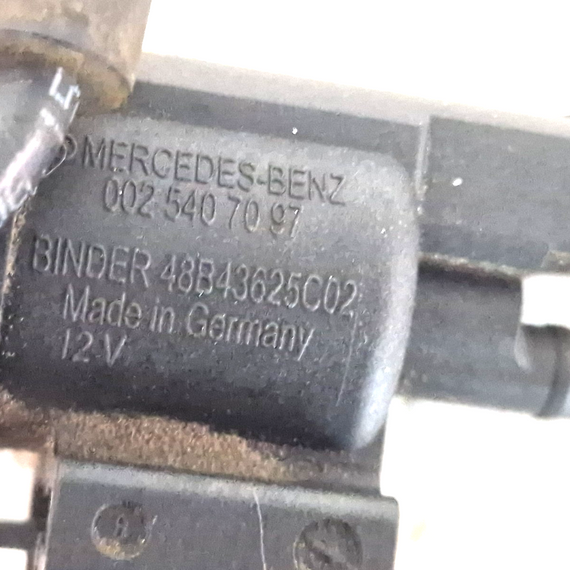 MERCEDES-BENZ
002 540 70 97
BINDER 48B43625C02
Made in Germany
12 V